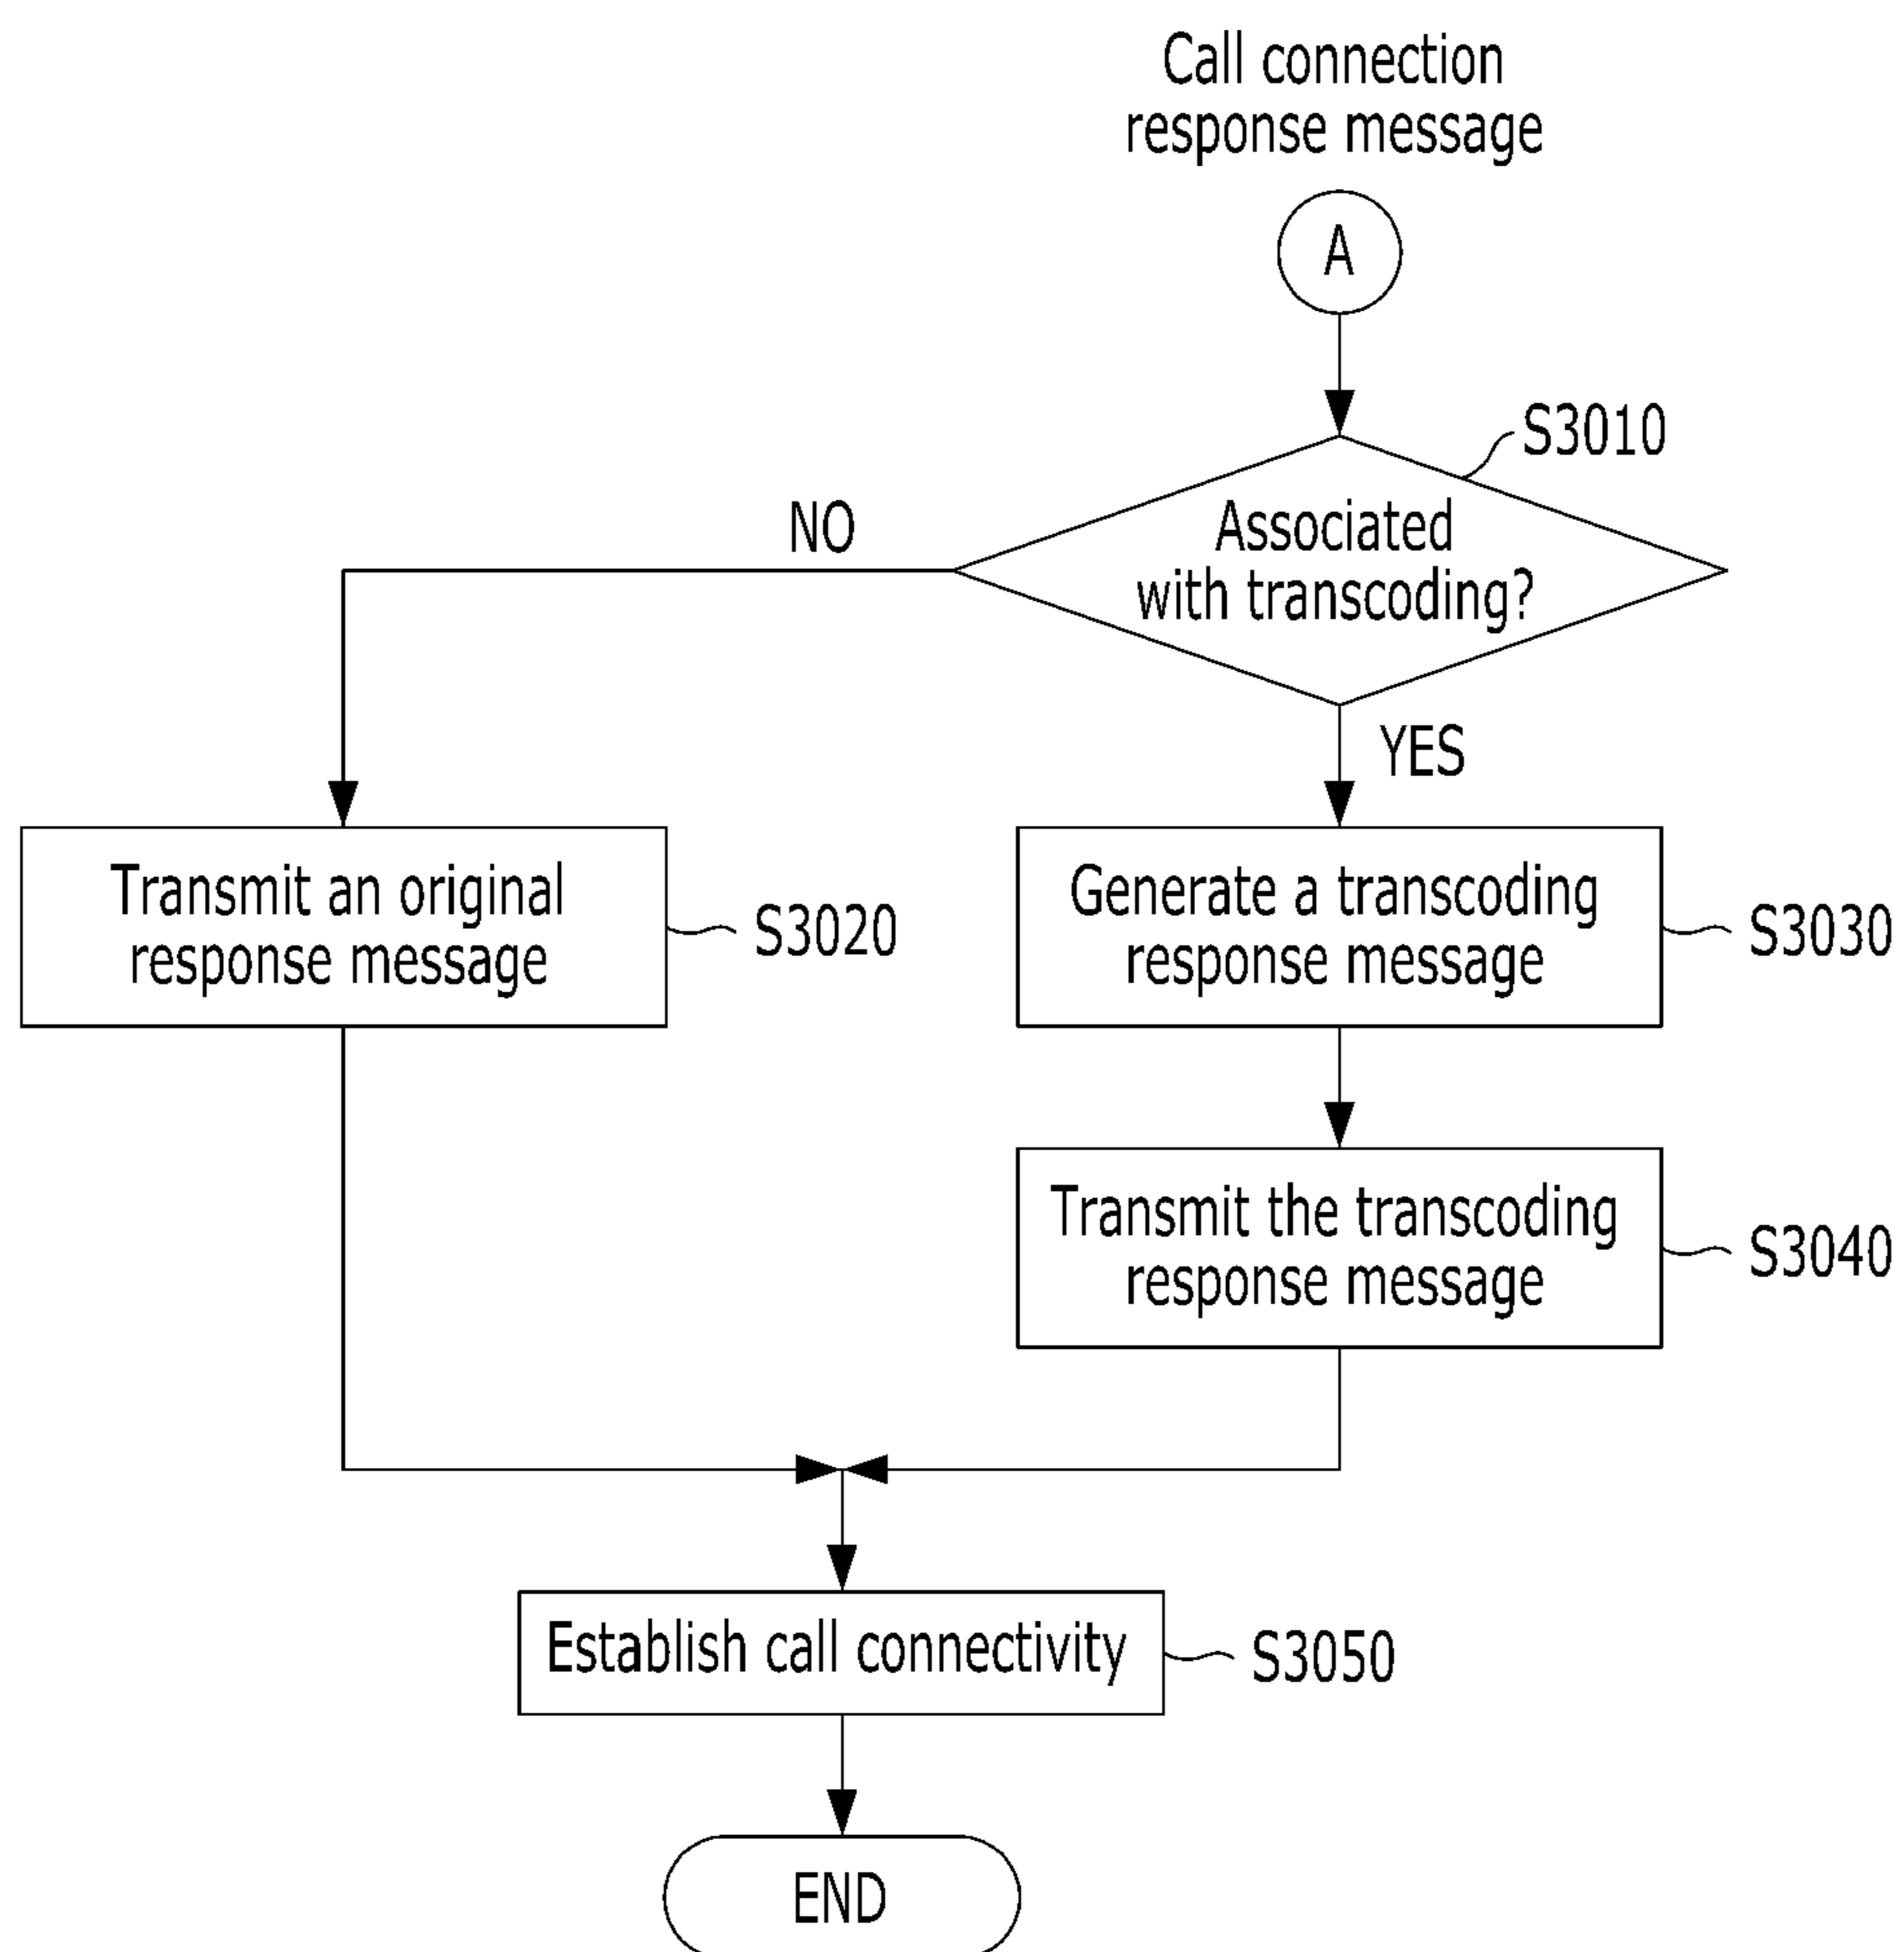 Call connection
response message
A
S3010
Associated
with transcoding?
NO
YES
Transmit an original
response message
S3020
Generate a transcoding
response message
S3030
Transmit the transcoding
response message
S3040
Establish call connectivity
S3050
END